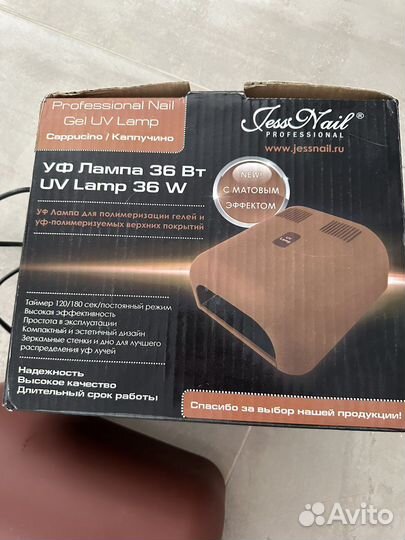 Professional Nail
Gel UV Lamp
Cappucino / Каппучино
JessNail®
PROFESSIONAL
www.jessnail.ru
УФ Лампа 36 Вт
UV Lamp 36 W
NEW!
С МАТОВЫМ
ЭФФЕКТОМ
УФ Лампа для полимеризации гелей и
уф-полимеризуемых верхних покрытий
UV
Lamp
Таймер 120/180 сек/постоянный режим
Высокая эффективность
Простота в эксплуатации
Компактный и эстетичный дизайн
Зеркальные стенки и дно для лучшего
распределения уф лучей
Надежность
Высокое качество
Длительный срок работы
Спасибо за выбор нашей продукции!
Avito